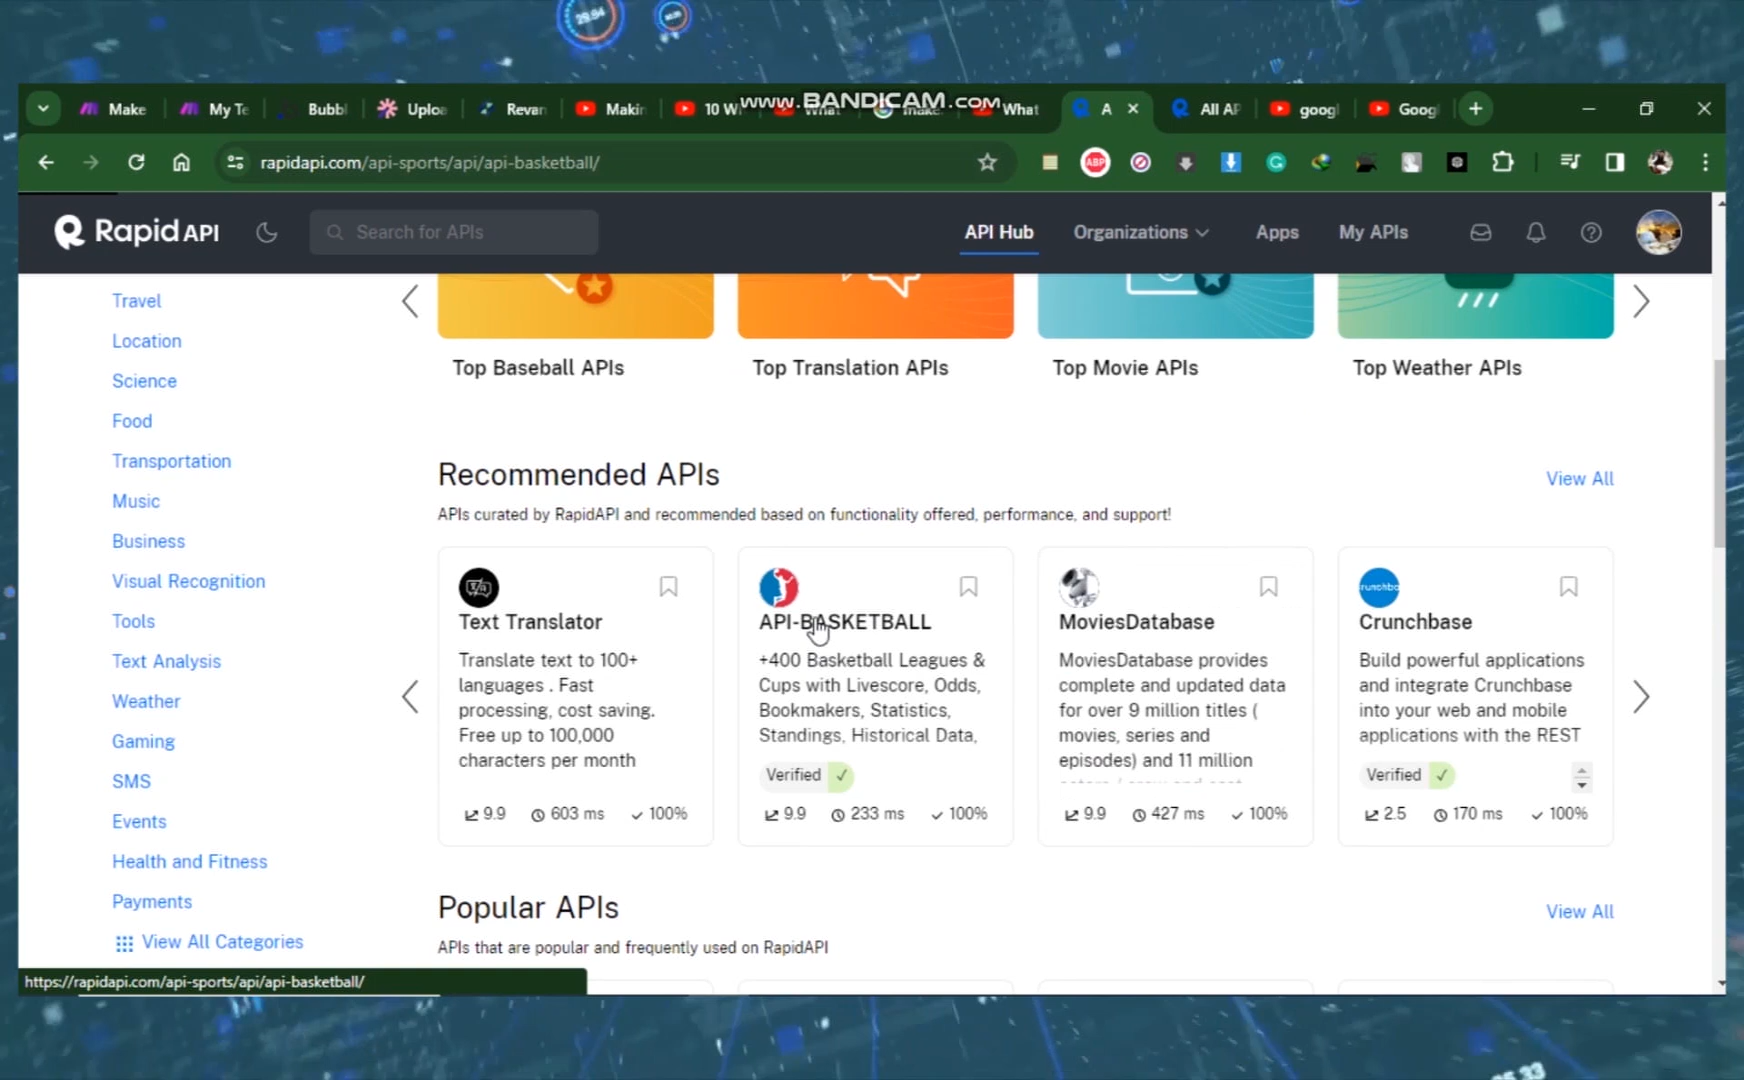 29.94
www.BANDICAM.com
Make
My Te
Bubbl
Uploa
Revan
Makin
10 Wi
What
make.
What
A
All AP
googl
Googl
rapidapi.com/api-sports/api/api-basketball/
ABP
Rapid API
Search for APIs
API Hub
Organizations
Apps
My APIs
Travel
Location
Science
Food
Transportation
Music
Business
Visual Recognition
Tools
Text Analysis
Weather
Gaming
SMS
Events
Health and Fitness
Payments
View All Categories
Top Baseball APIs
Top Translation APIs
Top Movie APIs
Top Weather APIs
Recommended APIs
View All
APIs curated by RapidAPI and recommended based on functionality offered, performance, and support!
Text Translator
Translate text to 100+
languages . Fast
processing, cost saving.
Free up to 100,000
characters per month
9.9 603 ms 100%
API-BASKETBALL
+400 Basketball Leagues &
Cups with Livescore, Odds,
Bookmakers, Statistics,
Standings, Historical Data,
Verified
9.9 233 ms 100%
MoviesDatabase
MoviesDatabase provides
complete and updated data
for over 9 million titles (
movies, series and
episodes) and 11 million
9.9 427 ms 100%
crunchba
Crunchbase
Build powerful applications
and integrate Crunchbase
into your web and mobile
applications with the REST
Verified
2.5 170 ms 100%
Popular APIs
View All
APIs that are popular and frequently used on RapidAPI
https://rapidapi.com/api-sports/api/api-basketball/